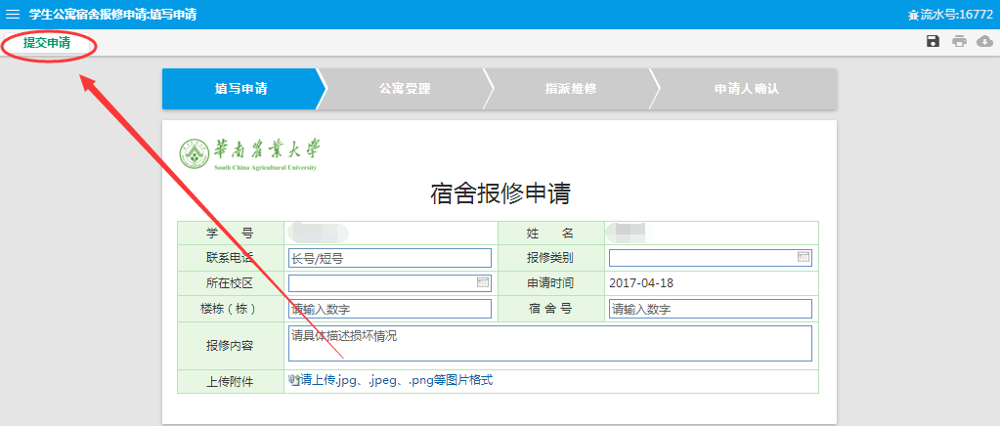 学生公寓宿舍报修申请:填写申请
流水号:16772
提交申请
填写申请 公寓受理 指派维修 申请人确认
華南農業大學
South China Agricultural University
宿舍报修申请
学 号 姓 名
联系电话 长号/短号 报修类别
所在校区 申请时间 2017-04-18
楼栋（栋） 请输入数字 宿 舍 号 请输入数字
报修内容 请具体描述损坏情况
上传附件 请上传.jpg、.jpeg、.png等图片格式